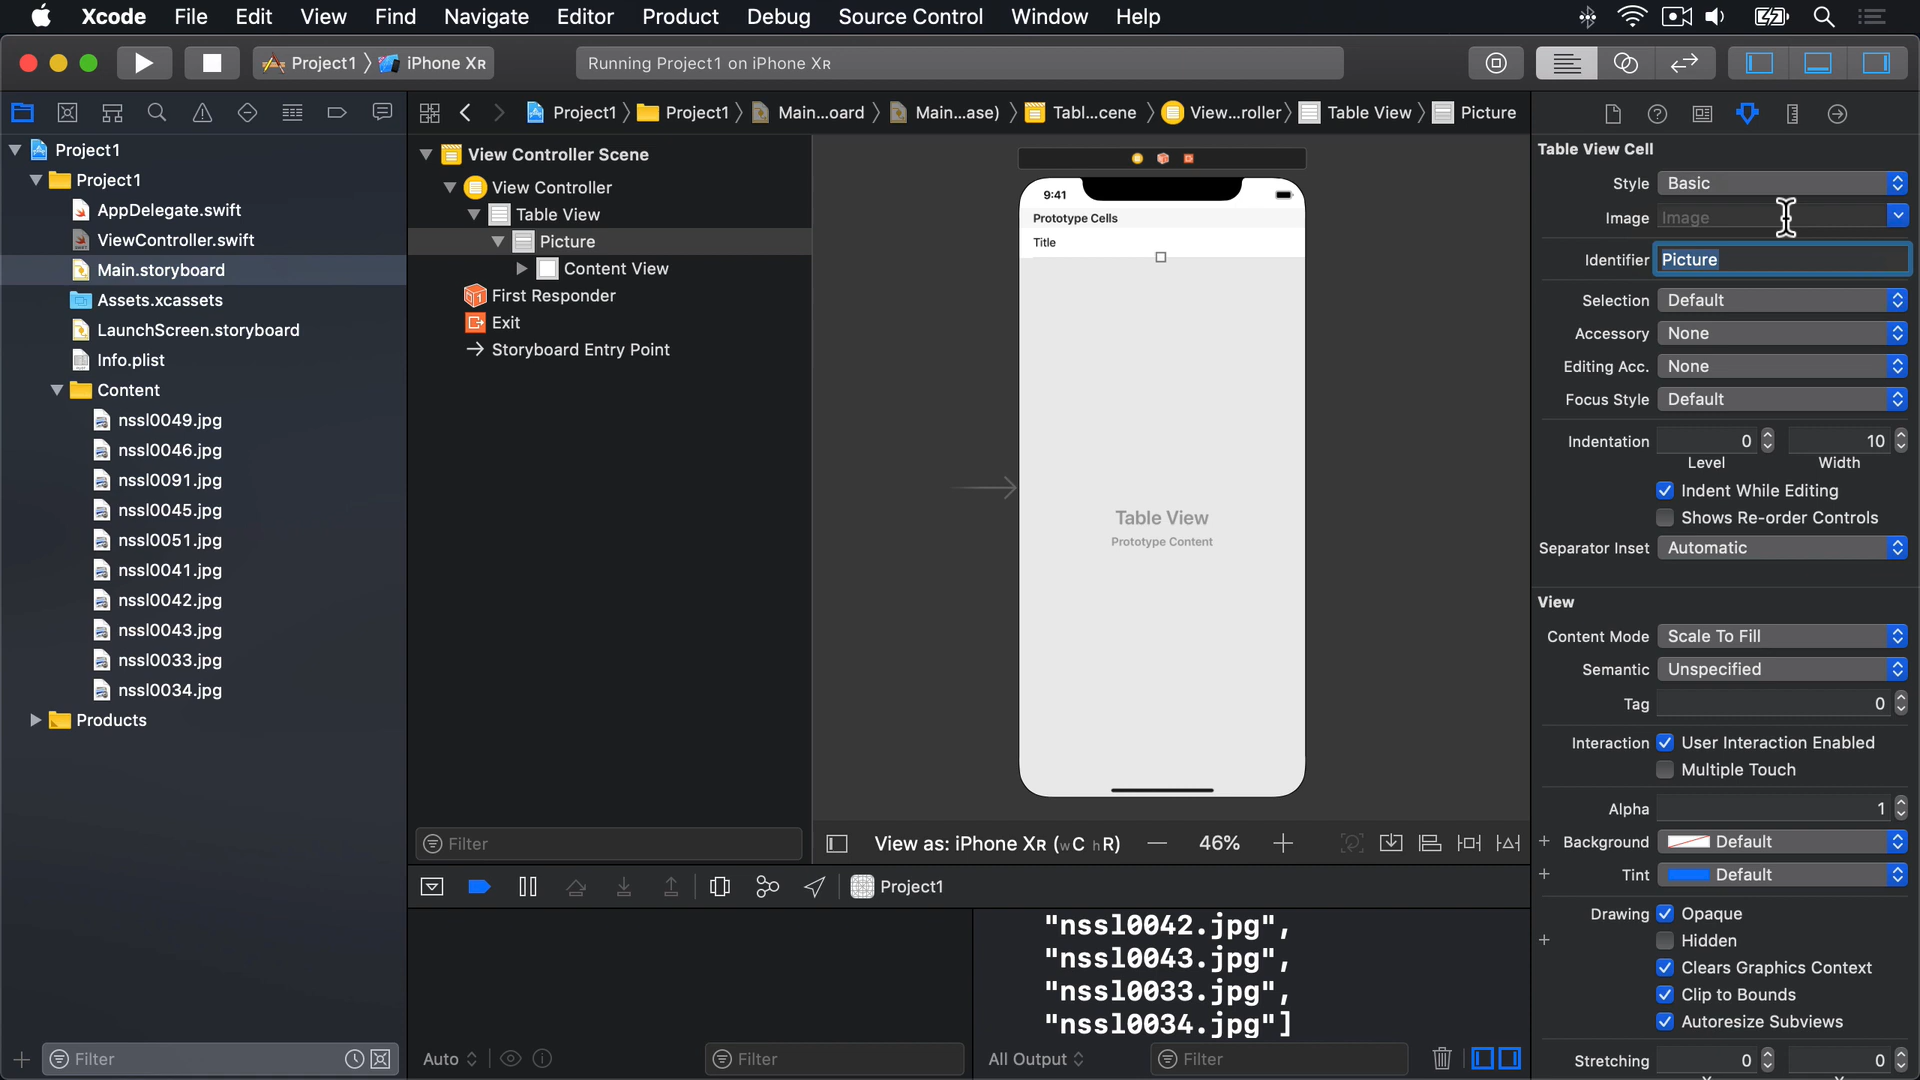 Xcode File Edit View Find Navigate Editor Product Debug Source Control Window Help
Project1 iPhone XR
Running Project1 on iPhone XR
Project1 Project1 Main...oard Main...ase) Tabl...cene View...roller Table View Picture
Project1
Project1
AppDelegate.swift
ViewController.swift
Main.storyboard
Assets.xcassets
LaunchScreen.storyboard
Info.plist
Content
nssl0049.jpg
nssl0046.jpg
nssl0091.jpg
nssl0045.jpg
nssl0051.jpg
nssl0041.jpg
nssl0042.jpg
nssl0043.jpg
nssl0033.jpg
nssl0034.jpg
Products
Filter
View Controller Scene
View Controller
Table View
Picture
Content View
First Responder
Exit
Storyboard Entry Point
Filter
9:41
Prototype Cells
Title
Table View
Prototype Content
View as: iPhone XR (wC hR) 46%
Project1
"nssl0042.jpg",
"nssl0043.jpg",
"nssl0033.jpg",
"nssl0034.jpg"]
Auto
Filter
All Output
Filter
Table View Cell
Style Basic
Image Image
Identifier Picture
Selection Default
Accessory None
Editing Acc. None
Focus Style Default
Indentation 0 10
Level Width
Indent While Editing
Shows Re-order Controls
Separator Inset Automatic
View
Content Mode Scale To Fill
Semantic Unspecified
Tag 0
Interaction User Interaction Enabled
Multiple Touch
Alpha 1
Background Default
Tint Default
Drawing Opaque
Hidden
Clears Graphics Context
Clip to Bounds
Autoresize Subviews
Stretching 0 0